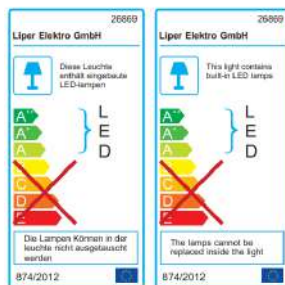 26869
Liper Elektro GmbH
Diese Leuchte
enthält eingebaute
LED-lampen
A++
A+
A
L
E
D
C
D
E
Die Lampen Können in der
leuchte nicht ausgetauscht
werden
874/2012
26869
Liper Elektro GmbH
This light contains
built-in LED lamps
A++
A+
A
L
E
D
C
D
E
The lamps cannot be
replaced inside the light
874/2012